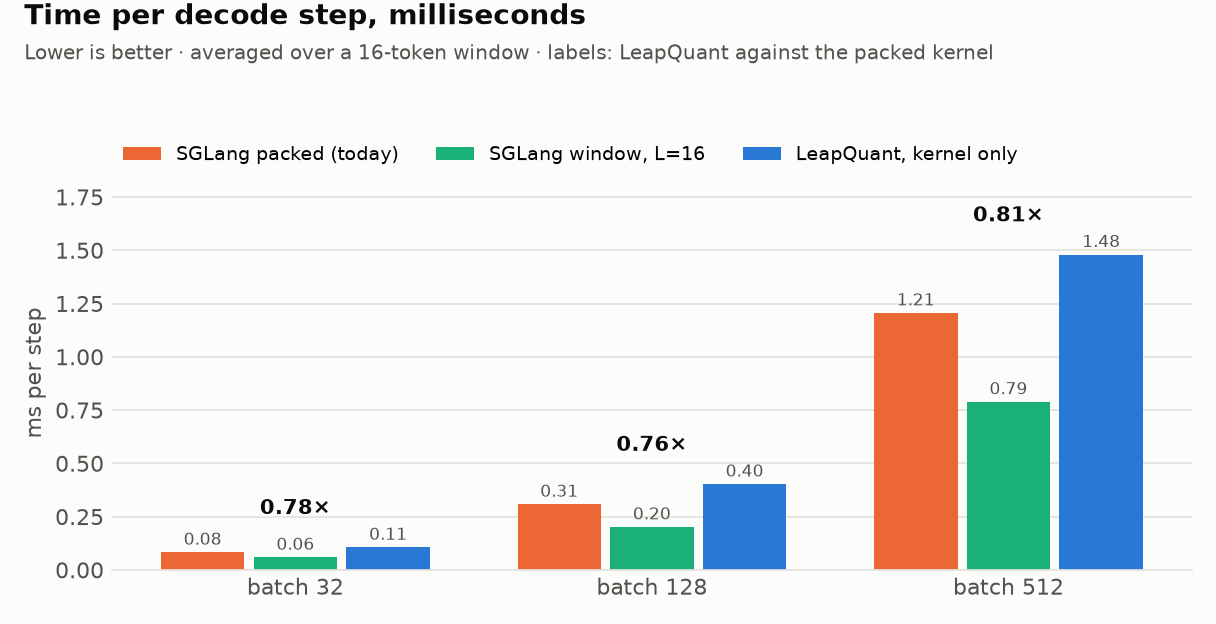 Time per decode step, milliseconds
Lower is better · averaged over a 16-token window · labels: LeapQuant against the packed kernel
SGLang packed (today)
SGLang window, L=16
LeapQuant, kernel only
ms per step
1.75
1.50
1.25
1.00
0.75
0.50
0.25
0.00
0.78×
0.08
0.06
0.11
0.76×
0.31
0.20
0.40
0.81×
1.21
0.79
1.48
batch 32
batch 128
batch 512